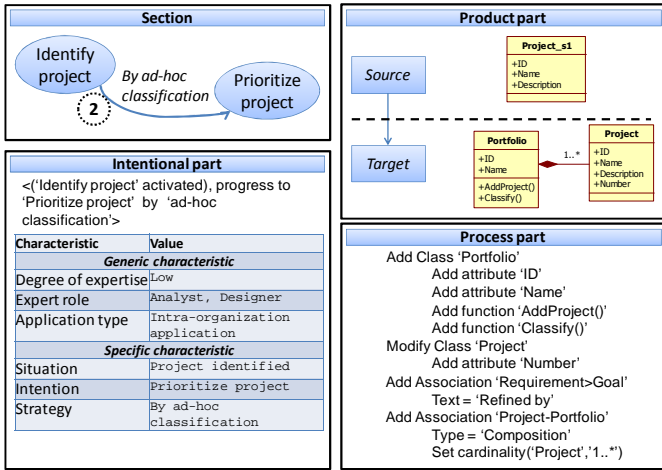 Section
Identify
project
By ad-hoc
classification
Prioritize
project
2
Intentional part
<('Identify project' activated), progress to
'Prioritize project' by 'ad-hoc
classification'>
Characteristic Value
Generic characteristic
Degree of expertise Low
Expert role Analyst, Designer
Application type Intra-organization
application
Specific characteristic
Situation Project identified
Intention Prioritize project
Strategy By ad-hoc
classification
Product part
Source
Project_s1
+ID
+Name
+Description
Target
Portfolio
+ID
+Name
+AddProject()
+Classify()
1..*
Project
+ID
+Name
+Description
+Number
Process part
Add Class 'Portfolio'
Add attribute 'ID'
Add attribute 'Name'
Add function 'AddProject()'
Add function 'Classify()'
Modify Class 'Project'
Add attribute 'Number'
Add Association 'Requirement>Goal'
Text = 'Refined by'
Add Association 'Project-Portfolio'
Type = 'Composition'
Set cardinality('Project','1..*')